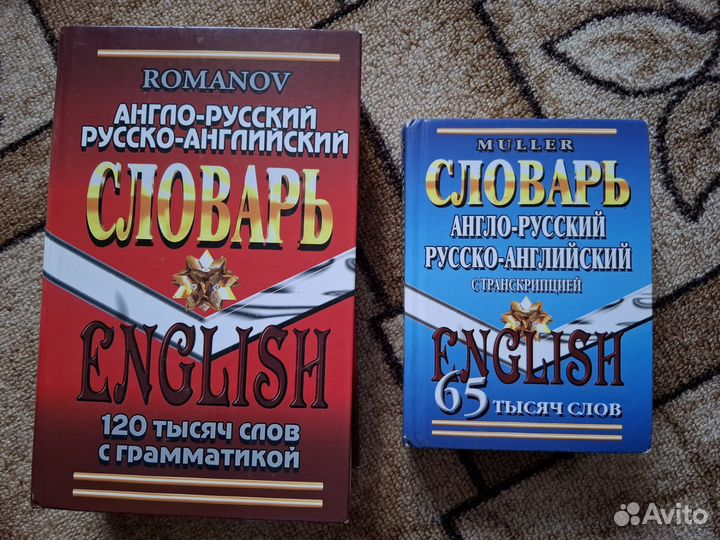 ROMANOV
АНГЛО-РУССКИЙ
РУССКО-АНГЛИЙСКИЙ
СЛОВАРЬ
ENGLISH
120 ТЫСЯЧ СЛОВ
С ГРАММАТИКОЙ
MULLER
СЛОВАРЬ
АНГЛО-РУССКИЙ
РУССКО-АНГЛИЙСКИЙ
С ТРАНСКРИПЦИЕЙ
ENGLISH
65 ТЫСЯЧ СЛОВ
Avito